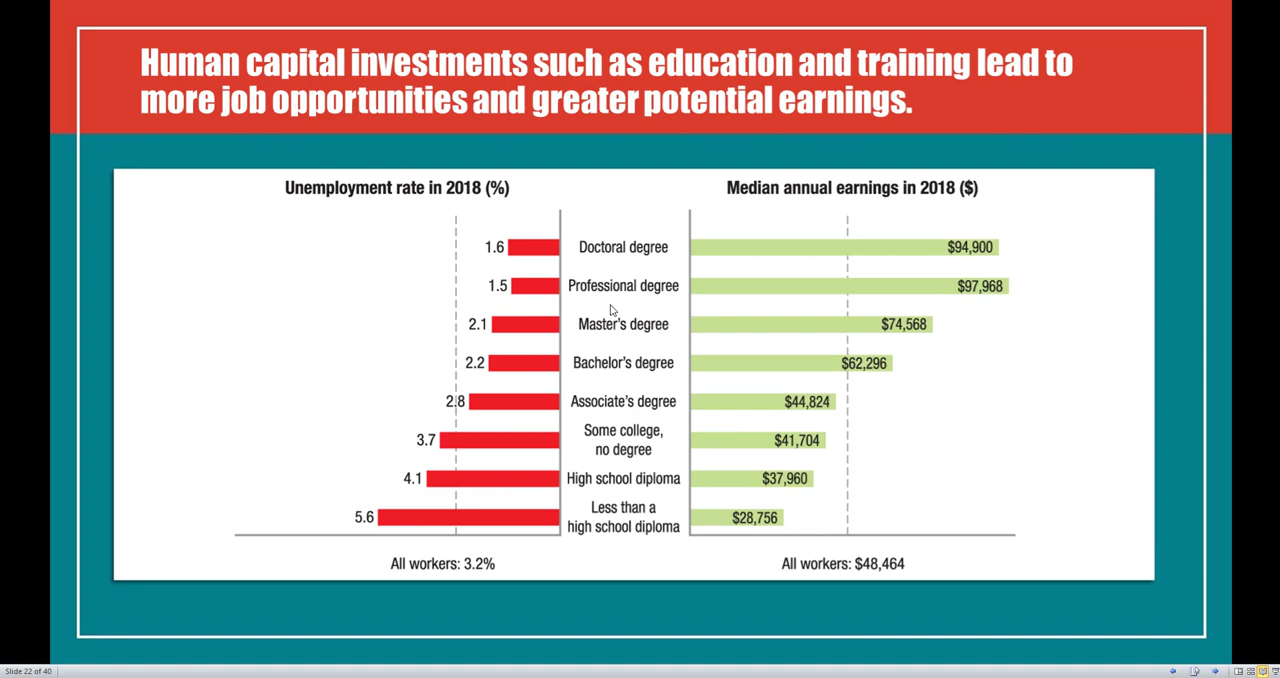 Human capital investments such as education and training lead to
more job opportunities and greater potential earnings.
Unemployment rate in 2018 (%)
Median annual earnings in 2018 ($)
1.6 Doctoral degree $94,900
1.5 Professional degree $97,968
2.1 Master's degree $74,568
2.2 Bachelor's degree $62,296
2.8 Associate's degree $44,824
3.7 Some college,
no degree $41,704
4.1 High school diploma $37,960
5.6 Less than a
high school diploma $28,756
All workers: 3.2%
All workers: $48,464
Slide 22 of 40